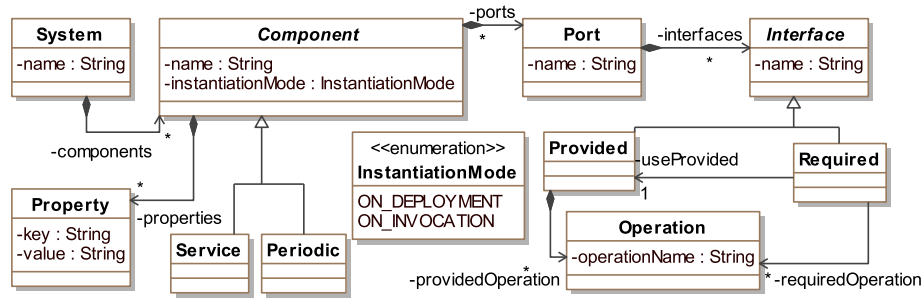 System
-name : String
Component
-name : String
-instantiationMode : InstantiationMode
-ports
*
Port
-name : String
-interfaces
*
Interface
-name : String
-components
*
<<enumeration>>
InstantiationMode
ON_DEPLOYMENT
ON_INVOCATION
Provided
-useProvided
1
Required
Property
-key : String
-value : String
*
-properties
Service
Periodic
Operation
-operationName : String
*
-providedOperation
*
-requiredOperation